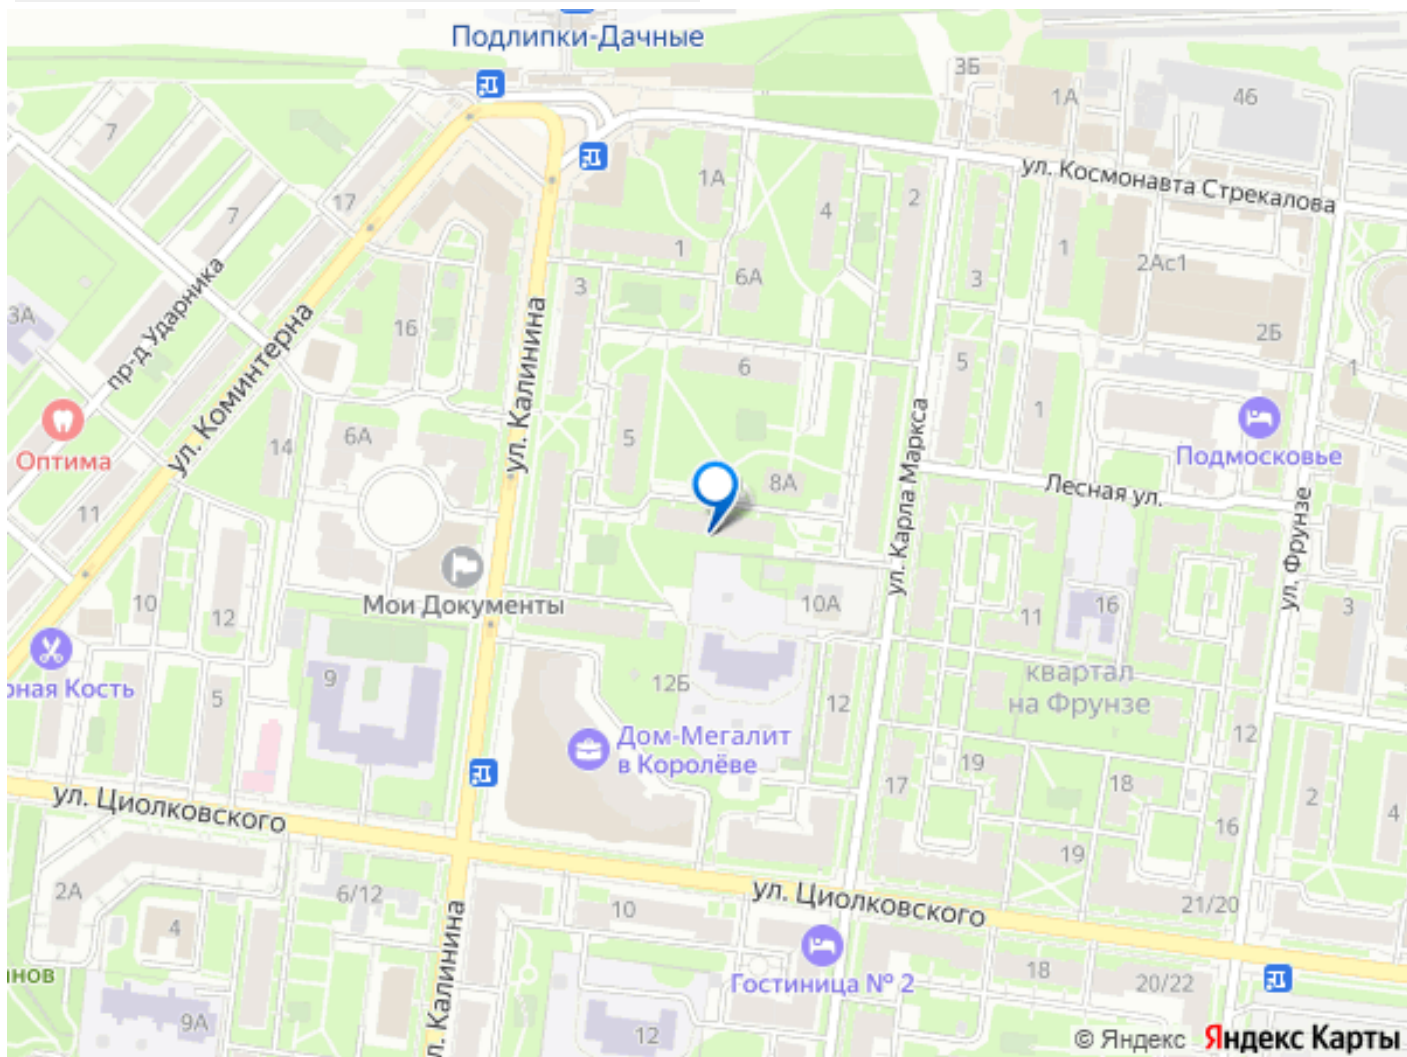 Подлипки-Дачные
3Б
1А
46
7
ул. Космонавта Стрекалова
17
7
1А
4
2
1
6А
3
1
2Ас1
3
3А
пр-д Ударника
ул. Коминтерна
16
ул. Калинина
2Б
6
5
1
1
Оптима
14
6А
5
ул. Карла Маркса
Подмосковье
8А
Лесная ул.
11
ул. Фрунзе
Мои Документы
10
12
10А
11
16
3
рная Кость
5
9
12Б
12
квартал
на Фрунзе
12
Дом-Мегалит
в Королёве
17
19
18
2
4
16
ул. Циолковского
19
2А
6/12
ул. Циолковского
21/20
4
10
Гостиница № 2
18
20/22
нов
9А
л. Калинина
12
© Яндекс Яндекс Карты